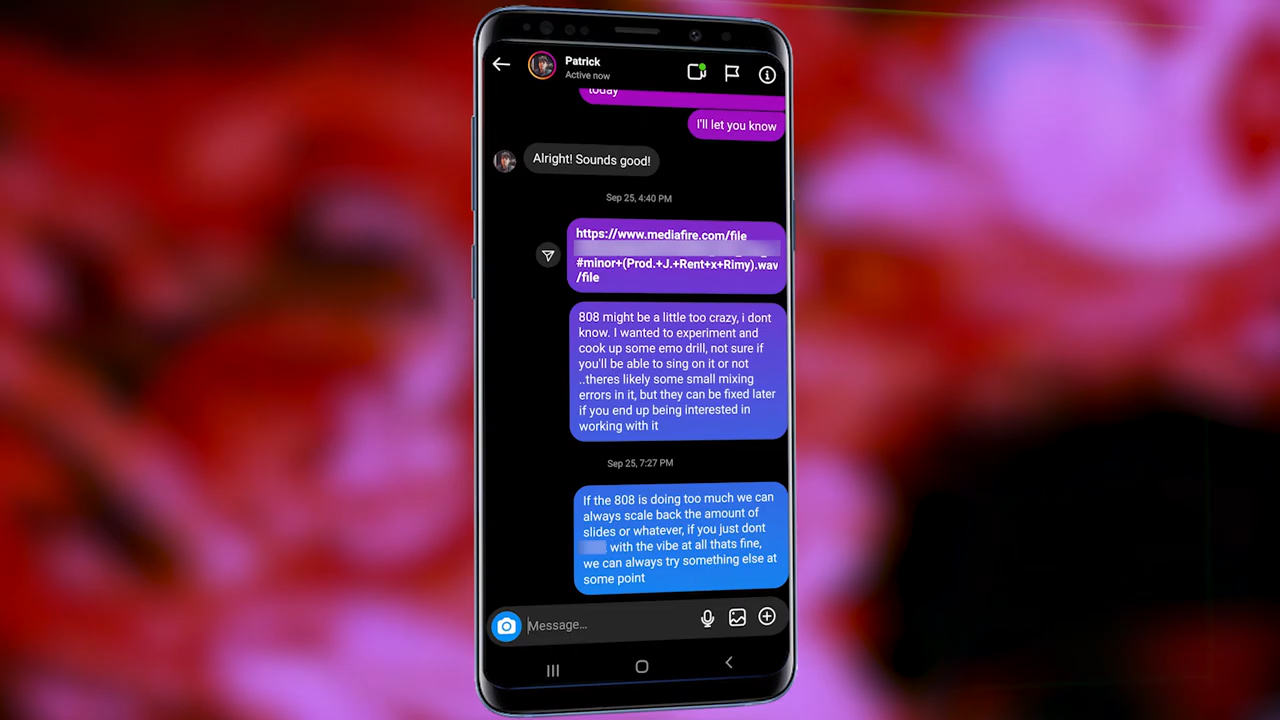 Patrick
Active now
today
I'll let you know
Alright! Sounds good!
Sep 25, 4:40 PM
https://www.mediafire.com/file
#minor+(Prod.+J.+Rent+x+Rimy).wav
/file
808 might be a little too crazy, i dont
know. I wanted to experiment and
cook up some emo drill, not sure if
you'll be able to sing on it or not
..theres likely some small mixing
errors in it, but they can be fixed later
if you end up being interested in
working with it
Sep 25, 7:27 PM
If the 808 is doing too much we can
always scale back the amount of
slides or whatever, if you just dont
with the vibe at all thats fine,
we can always try something else at
some point
Message...